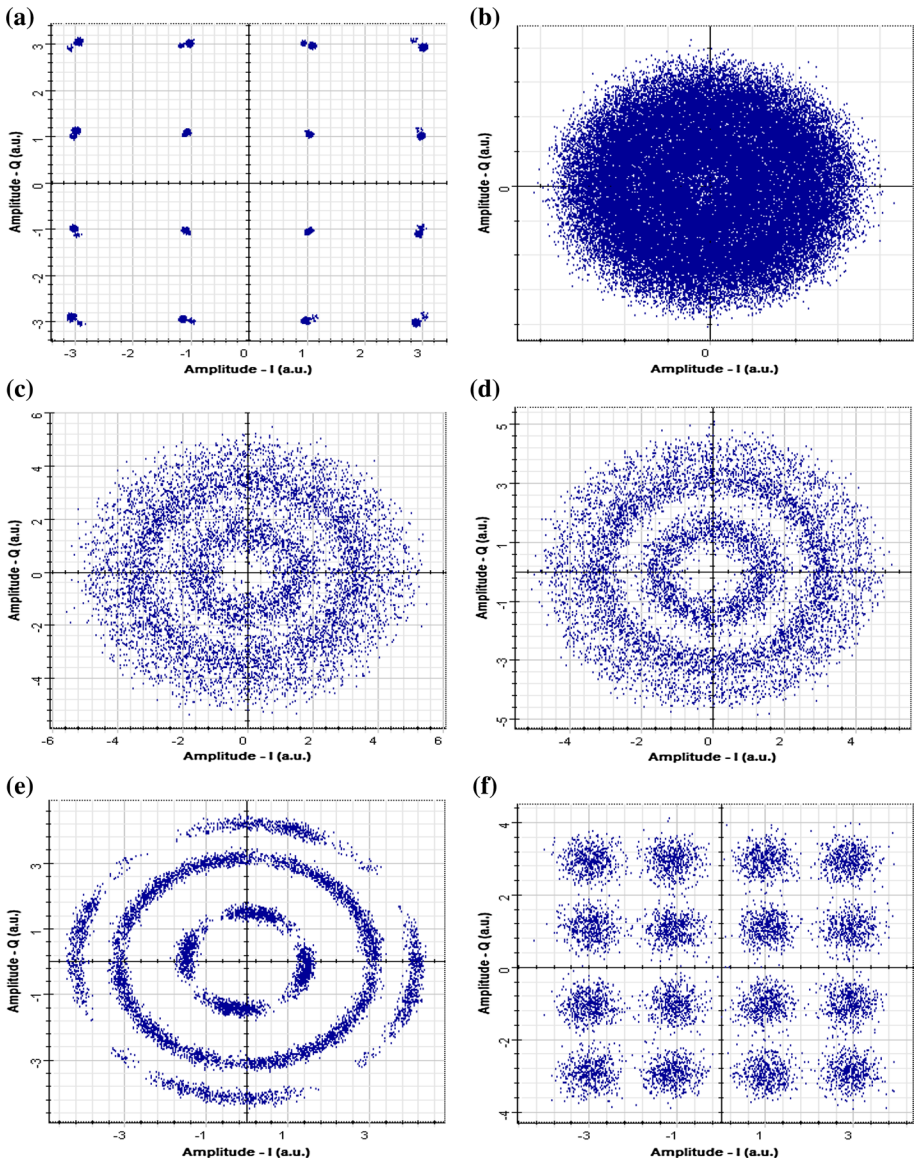 (a)
3
2
1
0
-1
-2
-3
-3 -2 -1 0 1 2 3
Amplitude - Q (a.u.)
Amplitude - I (a.u.)
(b)
0
0
Amplitude - Q (a.u.)
Amplitude - I (a.u.)
(c)
6
4
2
0
-2
-4
-6 -4 -2 0 2 4 6
Amplitude - Q (a.u.)
Amplitude - I (a.u.)
(d)
5
3
1
-1
-3
-5
-4 -2 0 2 4
Amplitude - Q (a.u.)
Amplitude - I (a.u.)
(e)
3
1
-1
-3
-3 -1 1 3
Amplitude - Q (a.u.)
Amplitude - I (a.u.)
(f)
4
2
0
-2
-4
-3 -1 1 3
Amplitude - Q (a.u.)
Amplitude - I (a.u.)